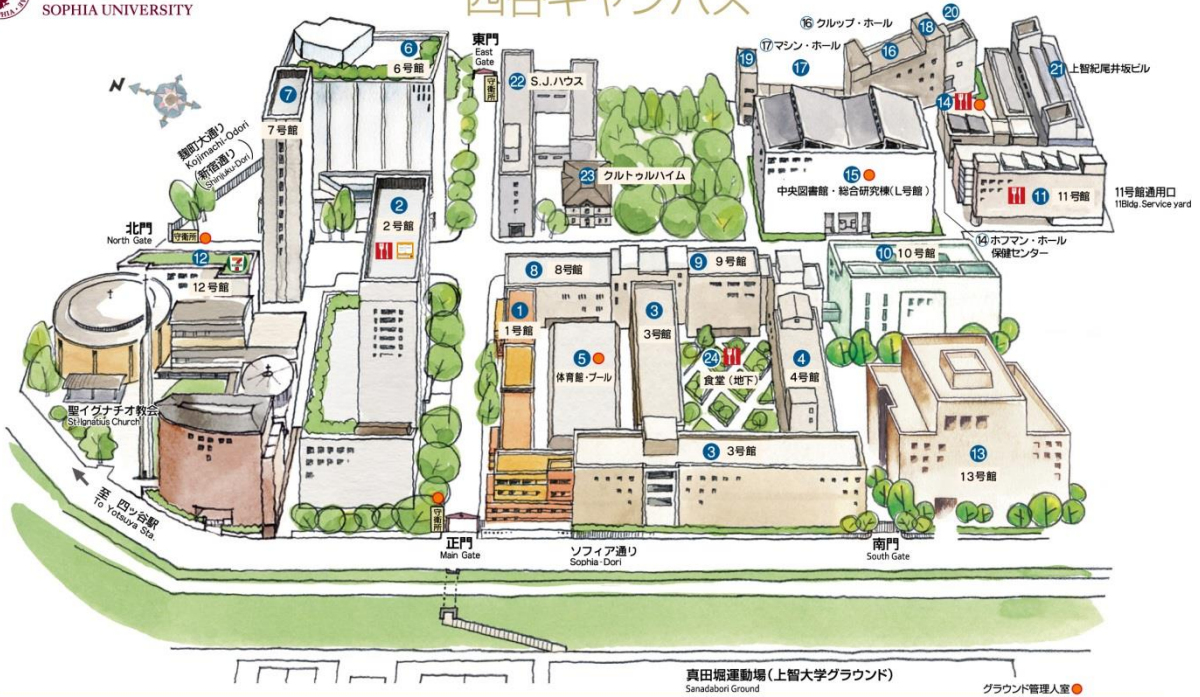 SOPHIA UNIVERSITY
四谷キャンパス
N
東門
East
Gate
守衛所
6
6号館
7
7号館
麹町大通り
Kojimachi-Odori
(新宿通り)
Shinjuku-Dori
北門
North Gate
守衛所
12
12号館
2
2号館
22 S.J.ハウス
23 クルトゥルハイム
⑯ クルップ・ホール
⑰ マシン・ホール
16
17
18
19
20
21 上智紀尾井坂ビル
14
15
中央図書館・総合研究棟(L号館)
11 11号館
11号館通用口
11Bldg. Service yard
⑭ ホフマン・ホール
保健センター
10 10号館
8 8号館
9 9号館
1
1号館
3
3号館
5
体育館・プール
24
食堂(地下)
4
4号館
3 3号館
13
13号館
聖イグナチオ教会
St. Ignatius Church
至 四ッ谷駅
To Yotsuya Sta.
守衛所
正門
Main Gate
ソフィア通り
Sophia-Dori
南門
South Gate
真田堀運動場(上智大学グラウンド)
Sanadabori Ground
グラウンド管理人室